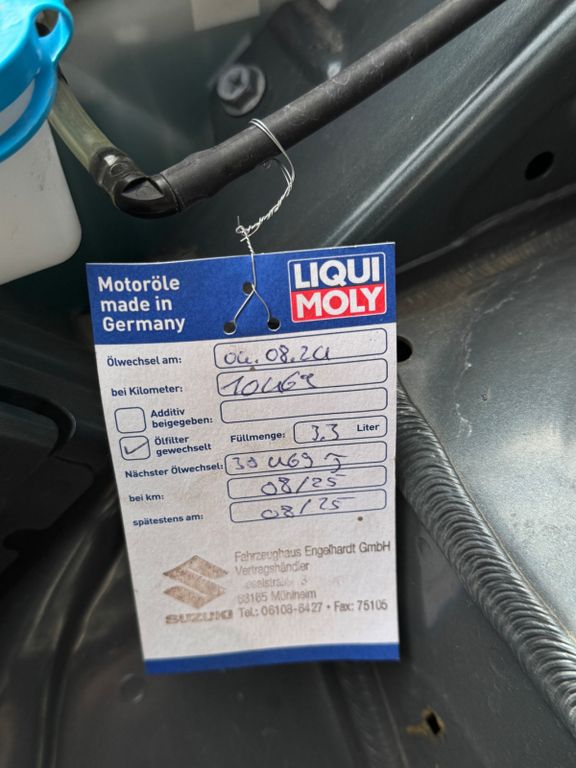 Motoröle
made in
Germany
LIQUI
MOLY
Ölwechsel am: 04.08.24
bei Kilometer: 10469
Additiv
beigegeben:
Ölfilter
gewechselt
Füllmenge: 3.3 Liter
Nächster Ölwechsel: 30469
bei km: 08/25
spätestens am: 08/25
Fahrzeughaus Engelhardt GmbH
Vertragshändler
3
63165 Mühlheim
SUZUKI Tel.: 06108-6427 • Fax: 75105